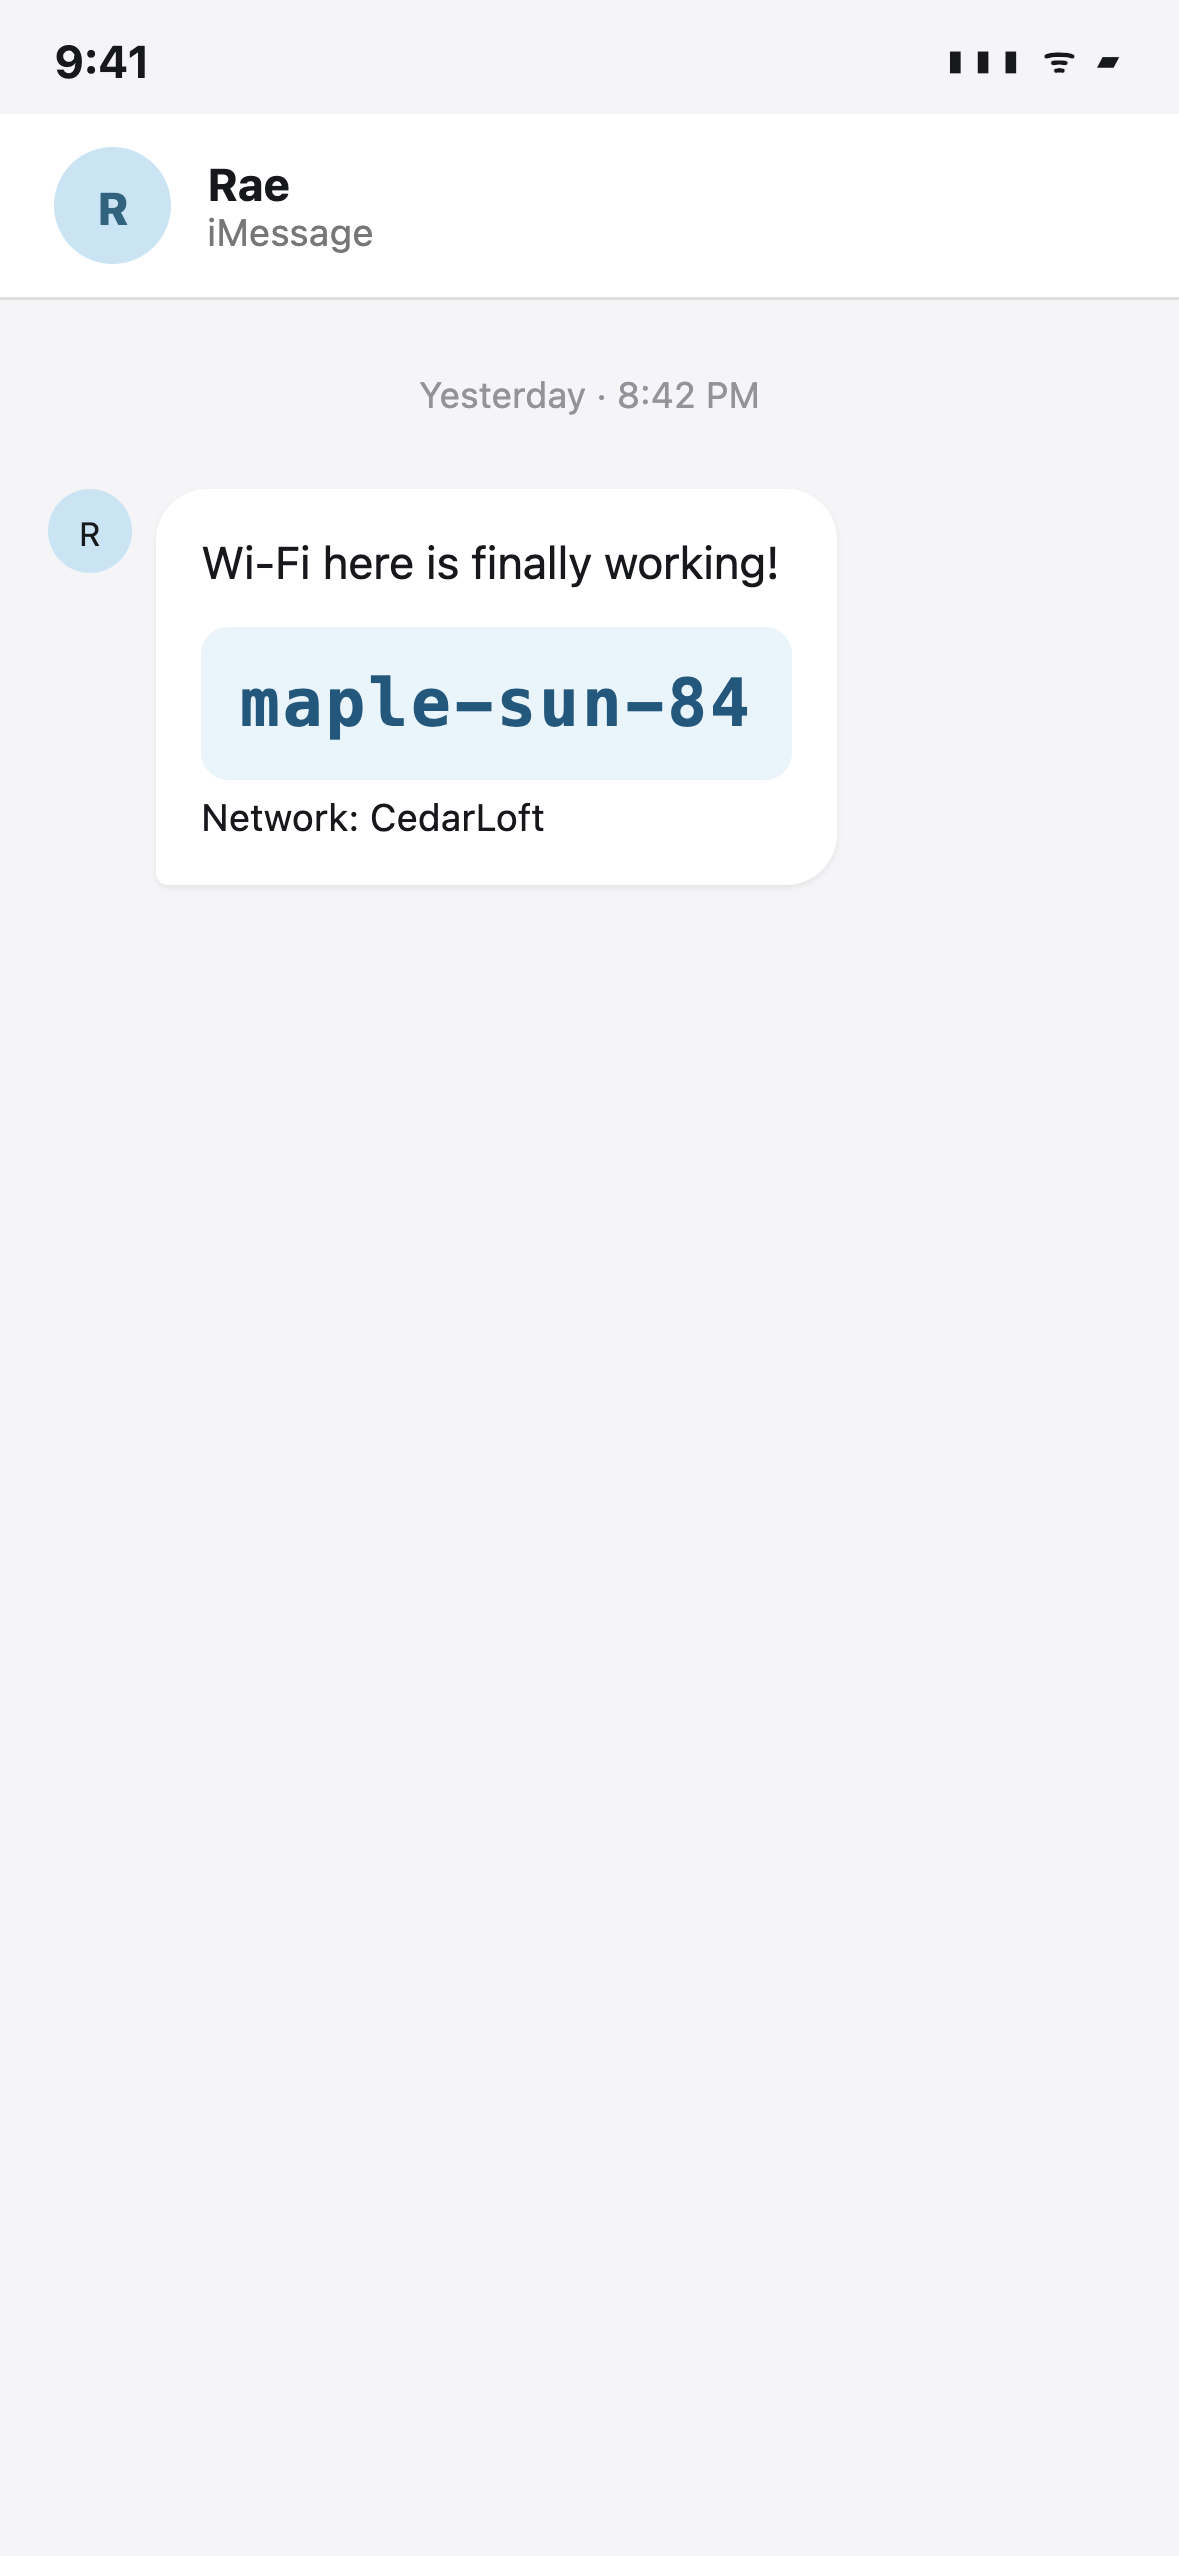 9:41
R
Rae
iMessage
Yesterday · 8:42 PM
R
Wi-Fi here is finally working!
maple-sun-84
Network: CedarLoft